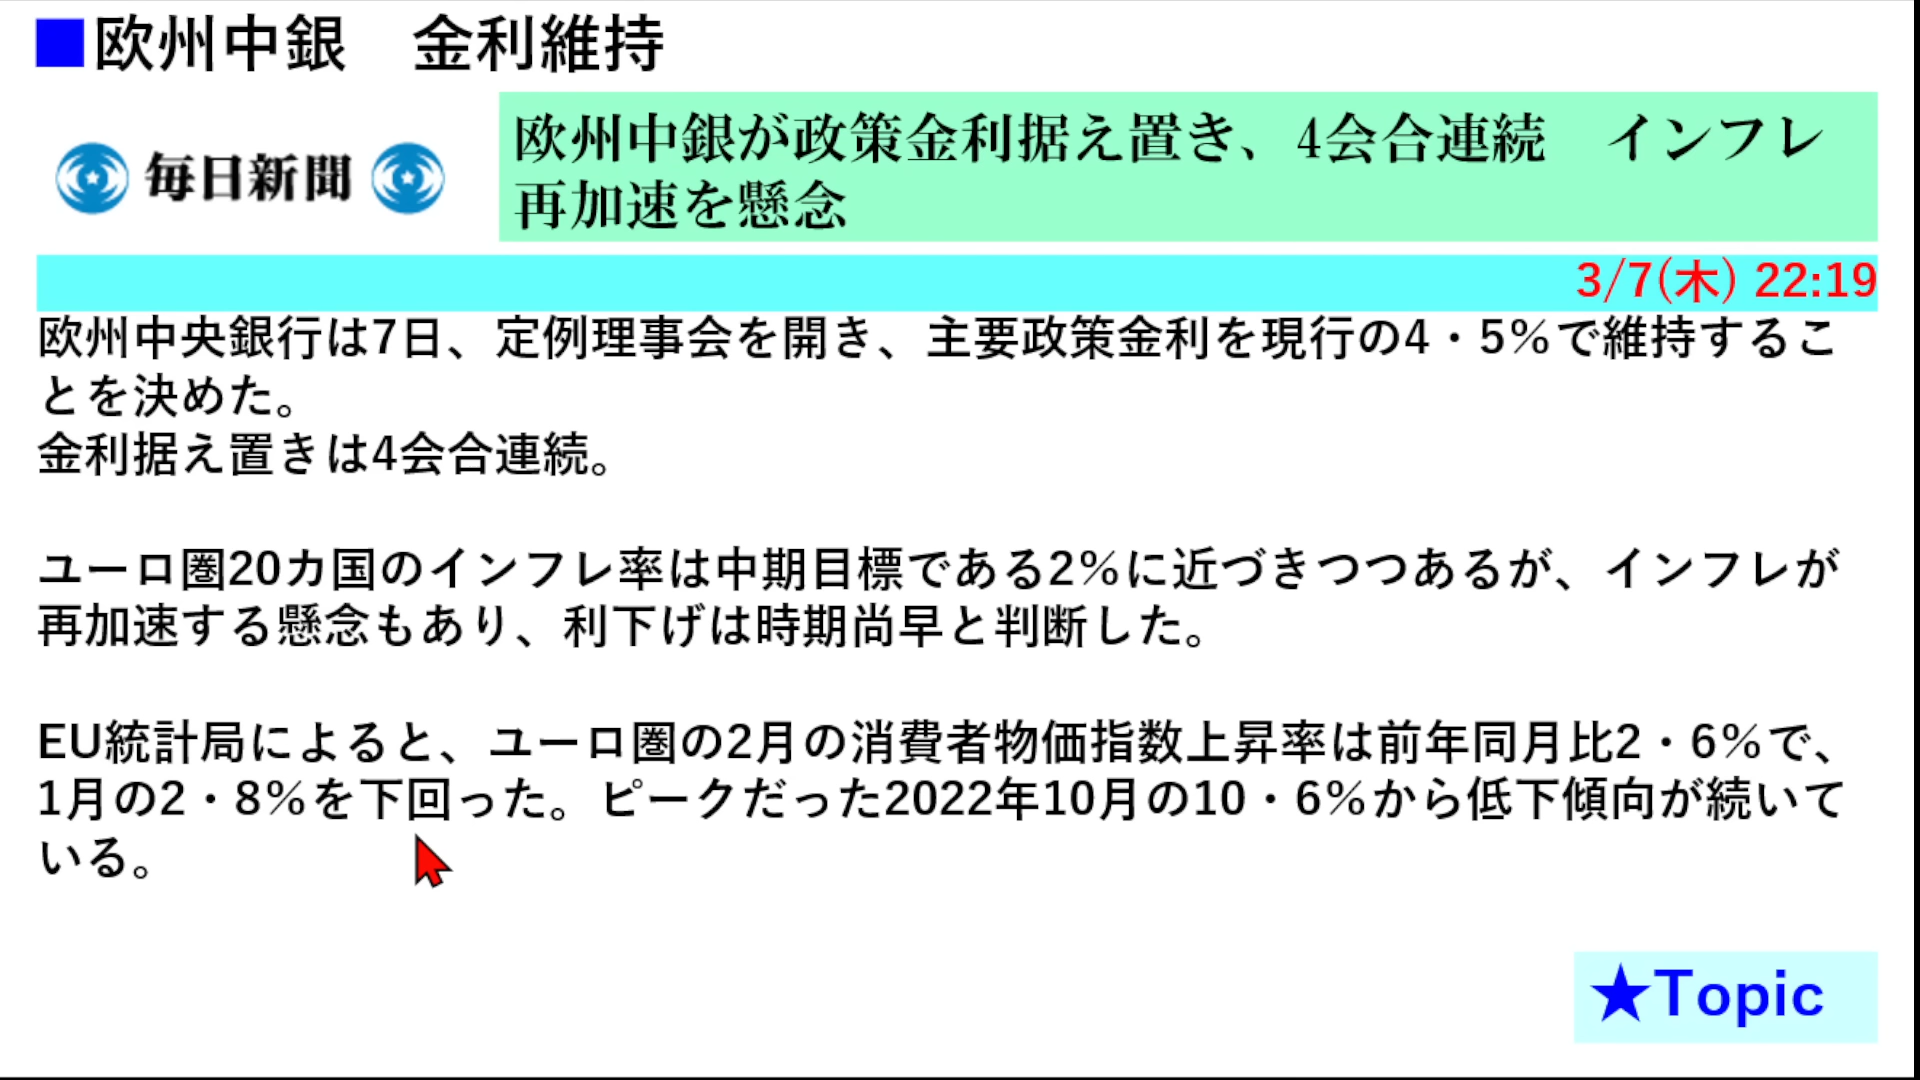 ■欧州中銀　金利維持
毎日新聞
欧州中銀が政策金利据え置き、4会合連続　インフレ
再加速を懸念
3/7(木) 22:19
欧州中央銀行は7日、定例理事会を開き、主要政策金利を現行の4・5%で維持するこ
とを決めた。
金利据え置きは4会合連続。
ユーロ圏20カ国のインフレ率は中期目標である2%に近づきつつあるが、インフレが
再加速する懸念もあり、利下げは時期尚早と判断した。
EU統計局によると、ユーロ圏の2月の消費者物価指数上昇率は前年同月比2・6%で、
1月の2・8%を下回った。ピークだった2022年10月の10・6%から低下傾向が続いて
いる。
★Topic